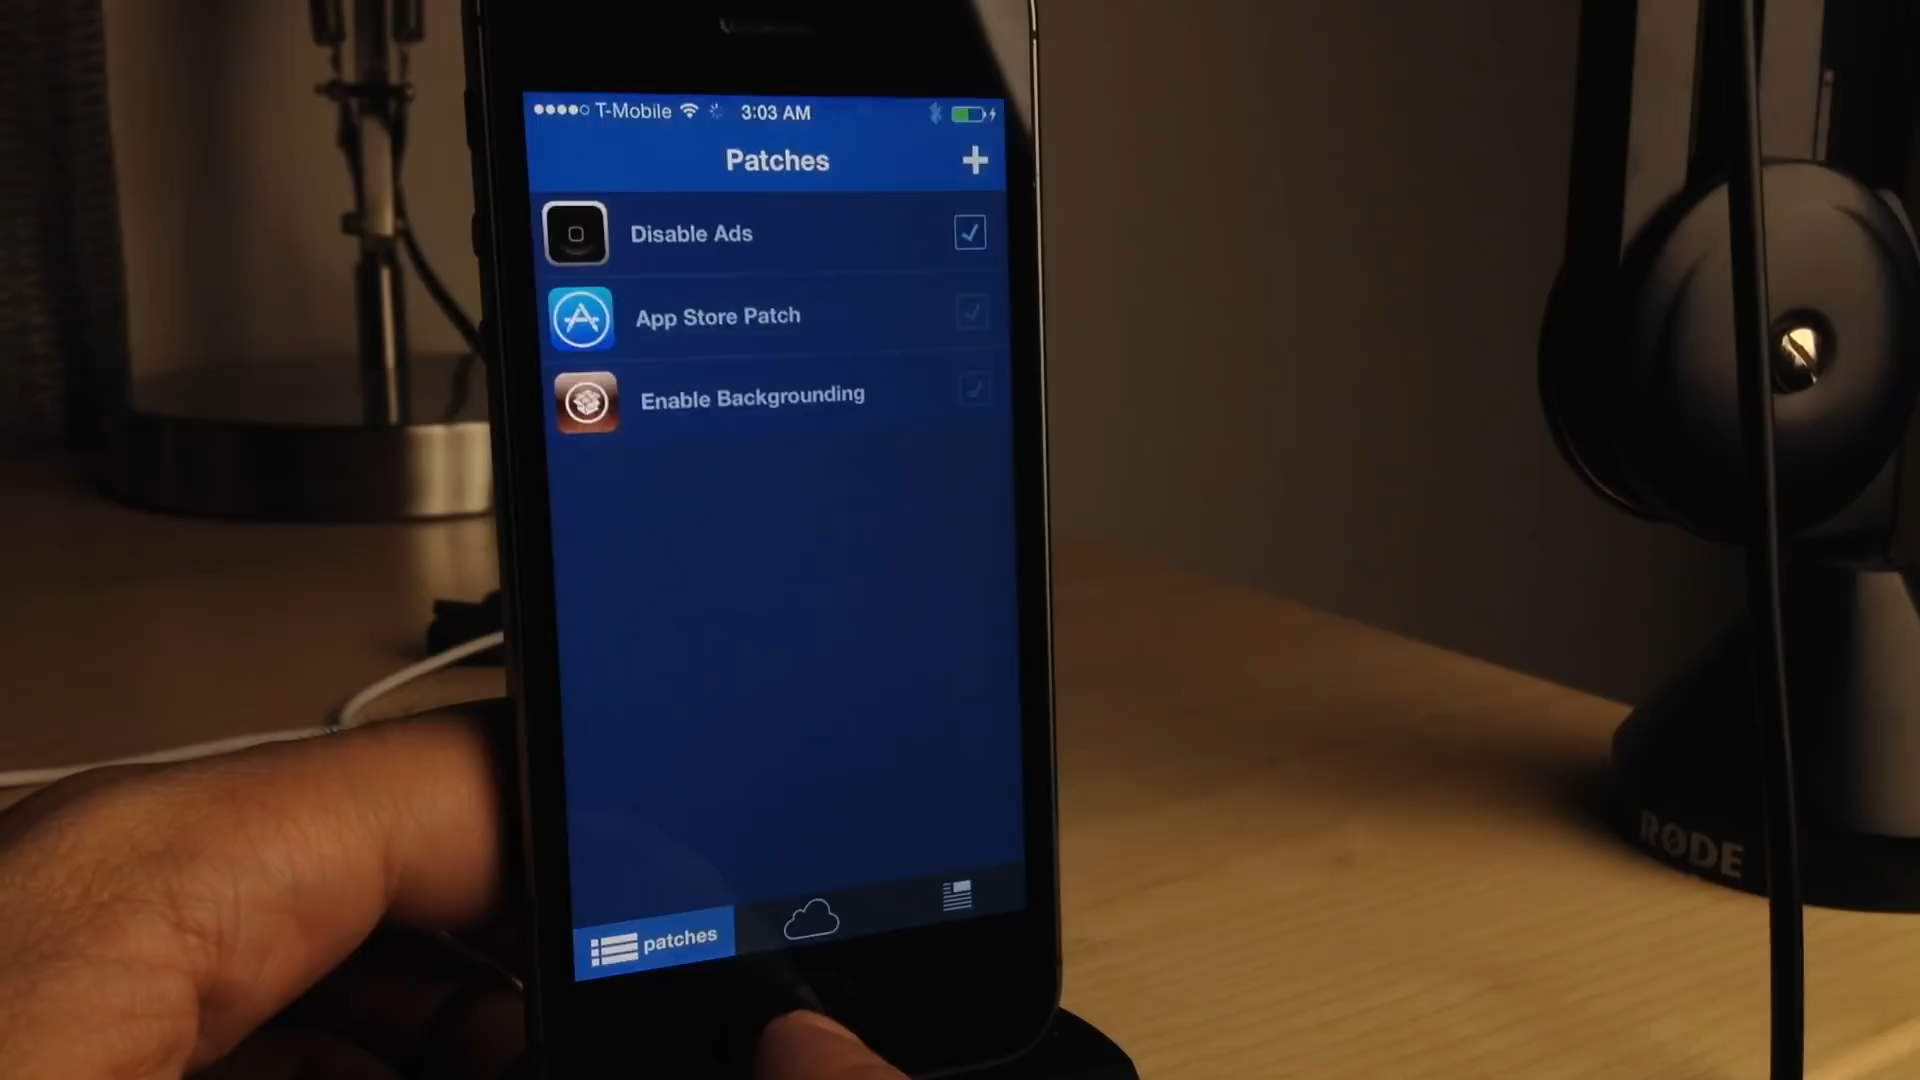 T-Mobile 3:03 AM
Patches
Disable Ads
App Store Patch
Enable Backgrounding
patches
RØDE